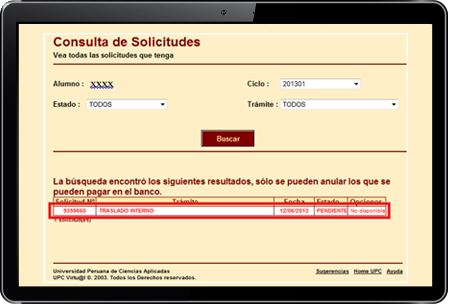 Consulta de Solicitudes
Vea todas las solicitudes que tenga
Alumno : XXXX Ciclo : 201301
Estado : TODOS Trámite : TODOS
Buscar
La búsqueda encontró los siguientes resultados, sólo se pueden anular los que se
pueden pagar en el banco.
Solicitud Nº Trámite Fecha Estado Opciones
9359668 TRASLADO INTERNO 12/06/2013 PENDIENTE No disponible
1 solicitud(es)
Universidad Peruana de Ciencias Aplicadas Sugerencias Home UPC Ayuda
UPC Virtu@l © 2003. Todos los Derechos reservados.